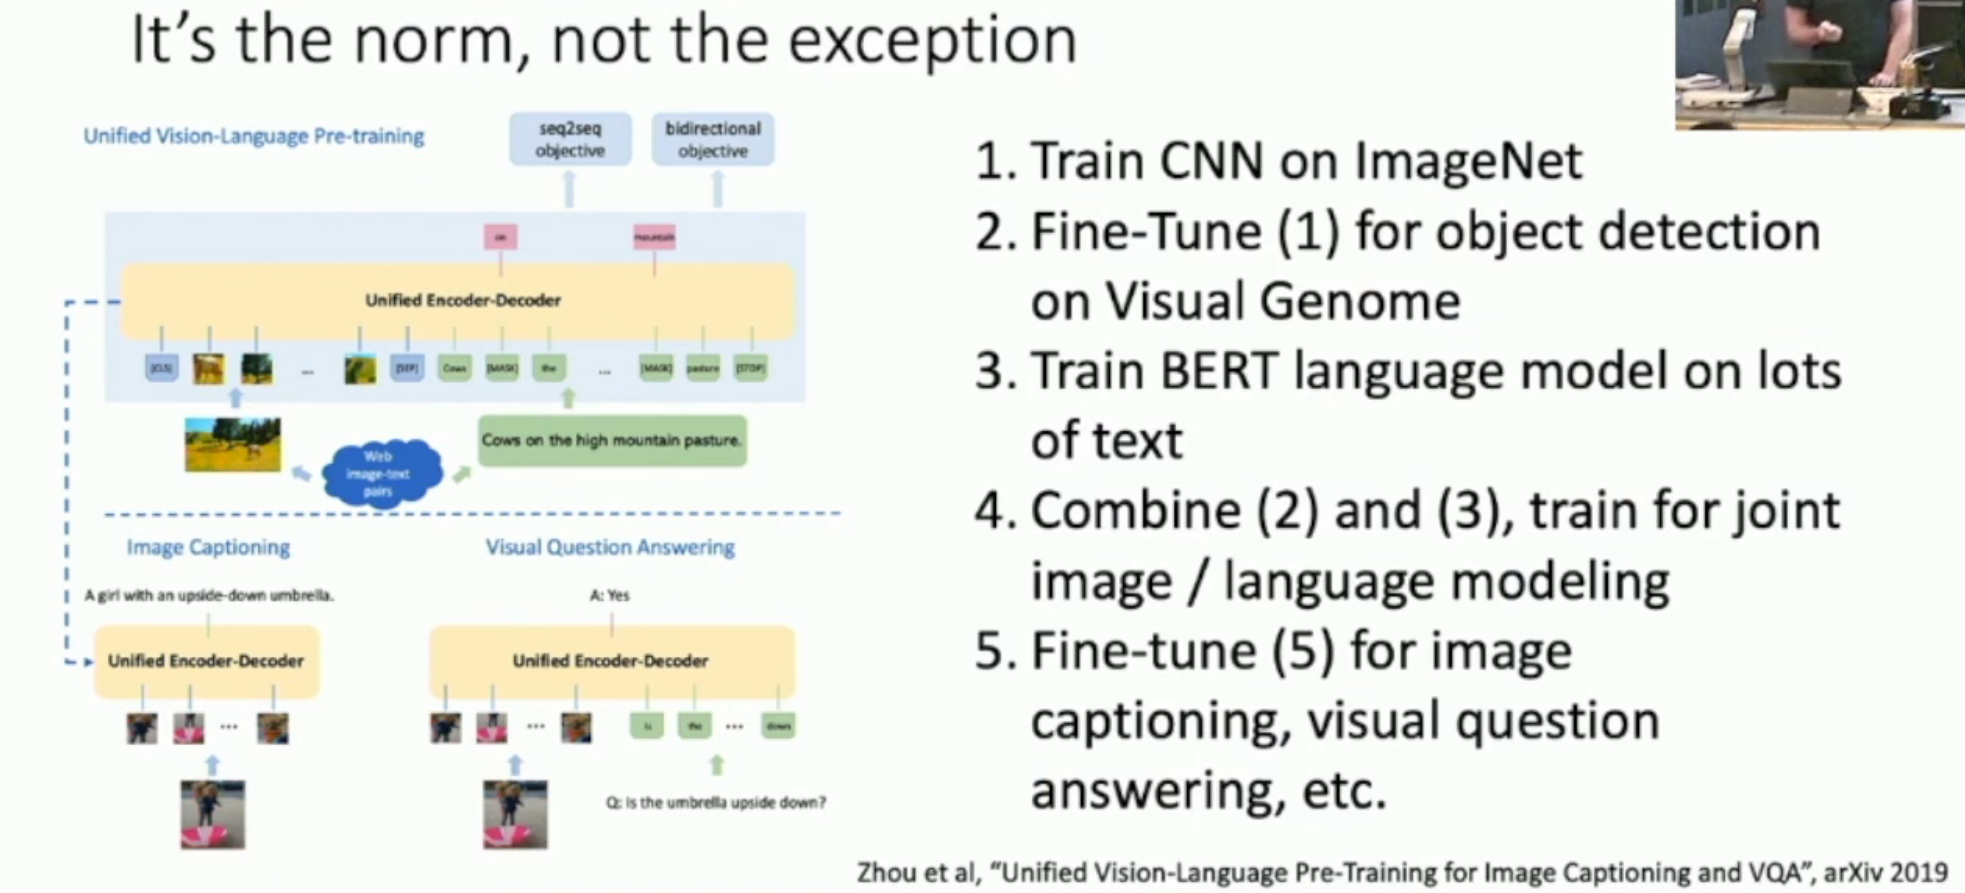 It's the norm, not the exception
Unified Vision-Language Pre-training
seq2seq
objective
bidirectional
objective
on
mountain
Unified Encoder-Decoder
[CLS]
...
[SEP]
Cows
[MASK]
the
...
[MASK]
pasture
[STOP]
Cows on the high mountain pasture.
Web
image-text
pairs
Image Captioning
A girl with an upside-down umbrella.
Unified Encoder-Decoder
...
Visual Question Answering
A: Yes
Unified Encoder-Decoder
...
is
the
...
down
Q: Is the umbrella upside down?
1. Train CNN on ImageNet
2. Fine-Tune (1) for object detection
on Visual Genome
3. Train BERT language model on lots
of text
4. Combine (2) and (3), train for joint
image / language modeling
5. Fine-tune (5) for image
captioning, visual question
answering, etc.
Zhou et al, “Unified Vision-Language Pre-Training for Image Captioning and VQA”, arXiv 2019